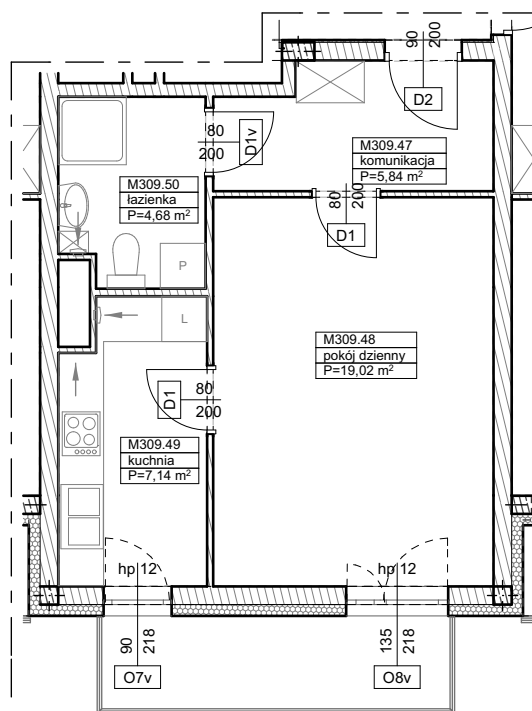 90
200
D2
80
200
D1v
M309.47
komunikacja
P=5,84 m²
M309.50
łazienka
P=4,68 m²
80
200
D1
P
L
M309.48
pokój dzienny
P=19,02 m²
D1
80
200
M309.49
kuchnia
P=7,14 m²
hp 12
hp 12
90
218
135
218
O7v
O8v